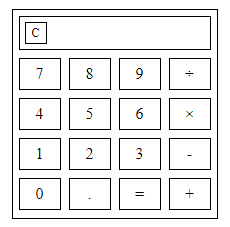 C
7 8 9 ÷
4 5 6 ×
1 2 3 -
0 . = +